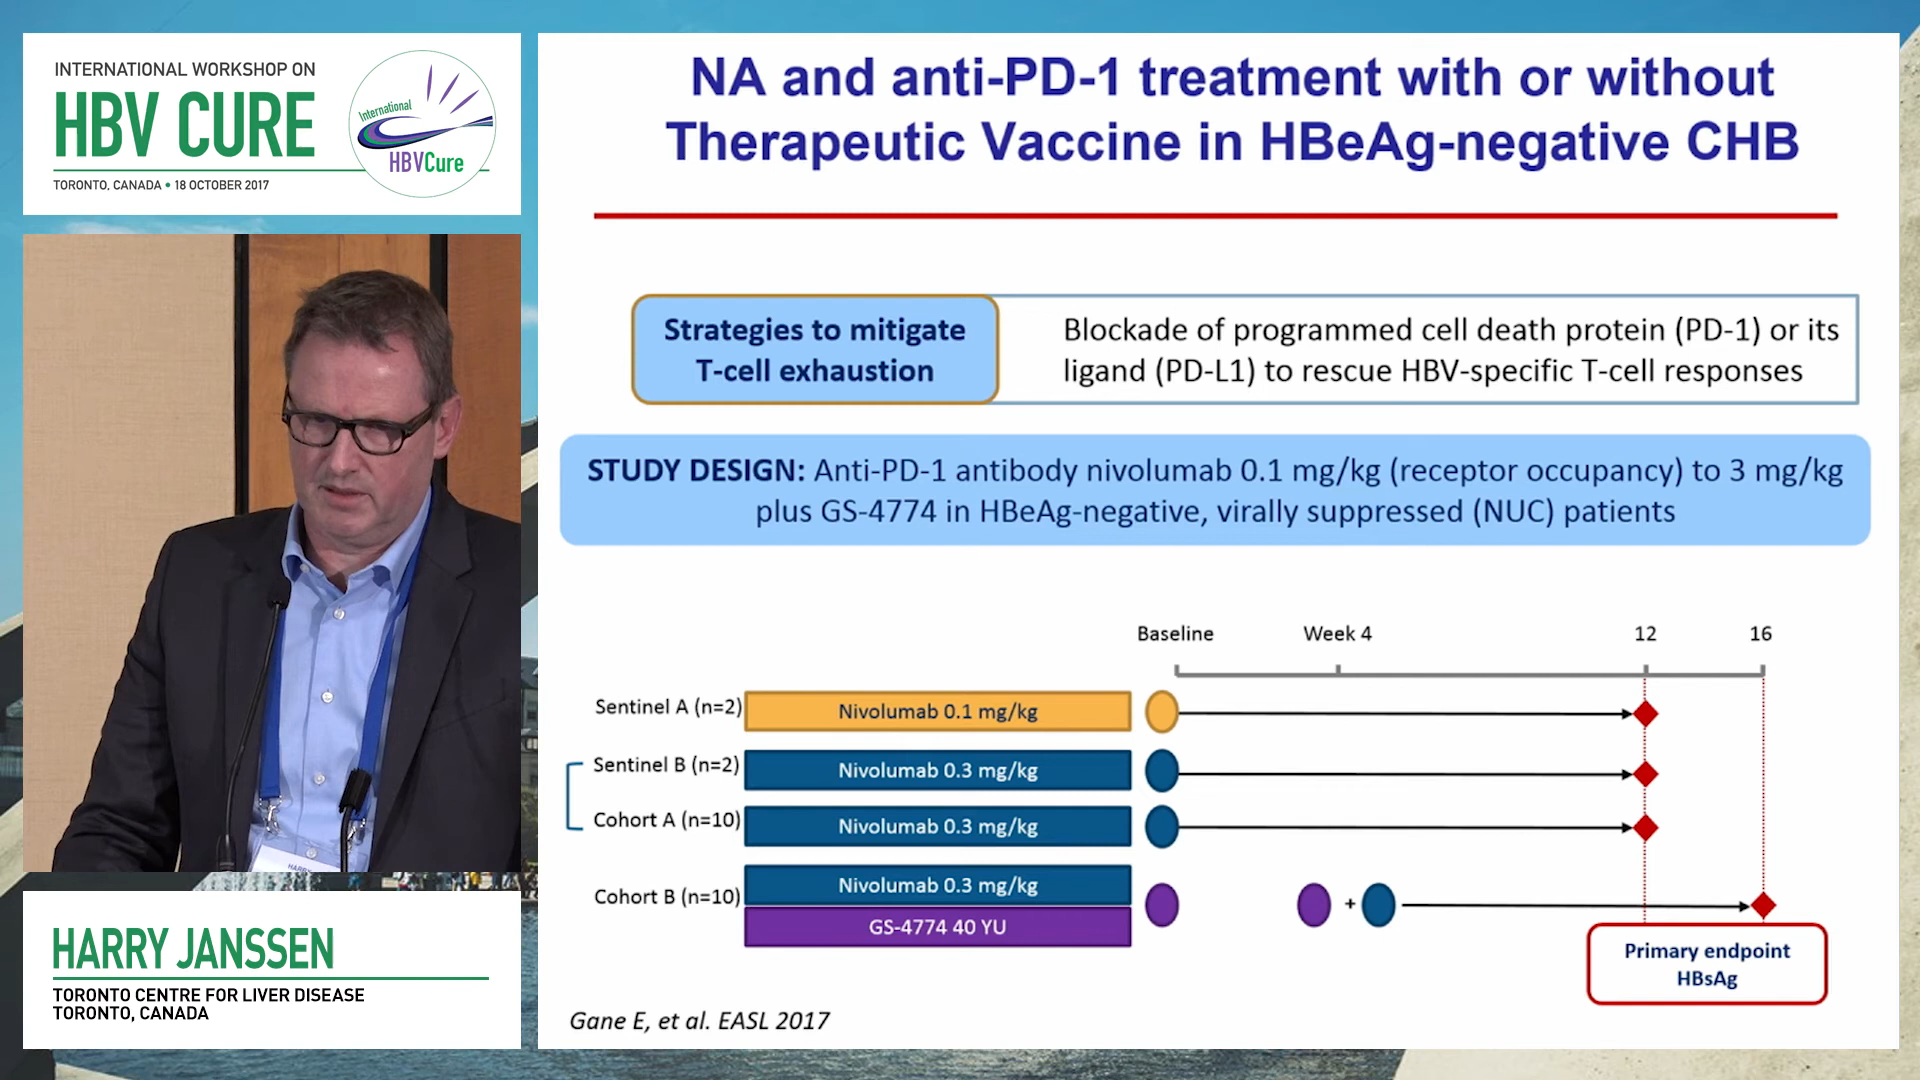 INTERNATIONAL WORKSHOP ON
HBV CURE
TORONTO, CANADA • 18 OCTOBER 2017
International
HBVCure
HARRY JANSSEN
TORONTO CENTRE FOR LIVER DISEASE
TORONTO, CANADA
NA and anti-PD-1 treatment with or without
Therapeutic Vaccine in HBeAg-negative CHB
Strategies to mitigate
T-cell exhaustion
Blockade of programmed cell death protein (PD-1) or its
ligand (PD-L1) to rescue HBV-specific T-cell responses
STUDY DESIGN: Anti-PD-1 antibody nivolumab 0.1 mg/kg (receptor occupancy) to 3 mg/kg
plus GS-4774 in HBeAg-negative, virally suppressed (NUC) patients
Baseline Week 4 12 16
Sentinel A (n=2) Nivolumab 0.1 mg/kg
Sentinel B (n=2) Nivolumab 0.3 mg/kg
Cohort A (n=10) Nivolumab 0.3 mg/kg
Cohort B (n=10) Nivolumab 0.3 mg/kg
+
GS-4774 40 YU
Primary endpoint
HBsAg
Gane E, et al. EASL 2017